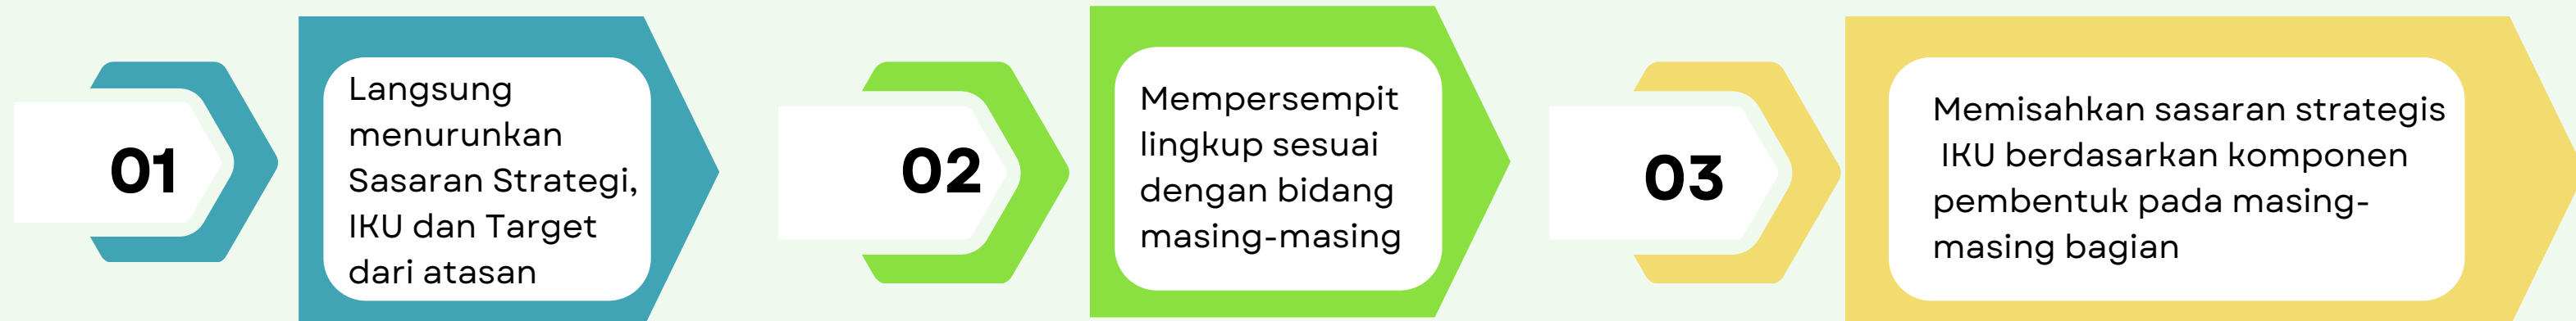 01
Langsung
menurunkan
Sasaran Strategi,
IKU dan Target
dari atasan
02
Mempersempit
lingkup sesuai
dengan bidang
masing-masing
03
Memisahkan sasaran strategis
IKU berdasarkan komponen
pembentuk pada masing-
masing bagian